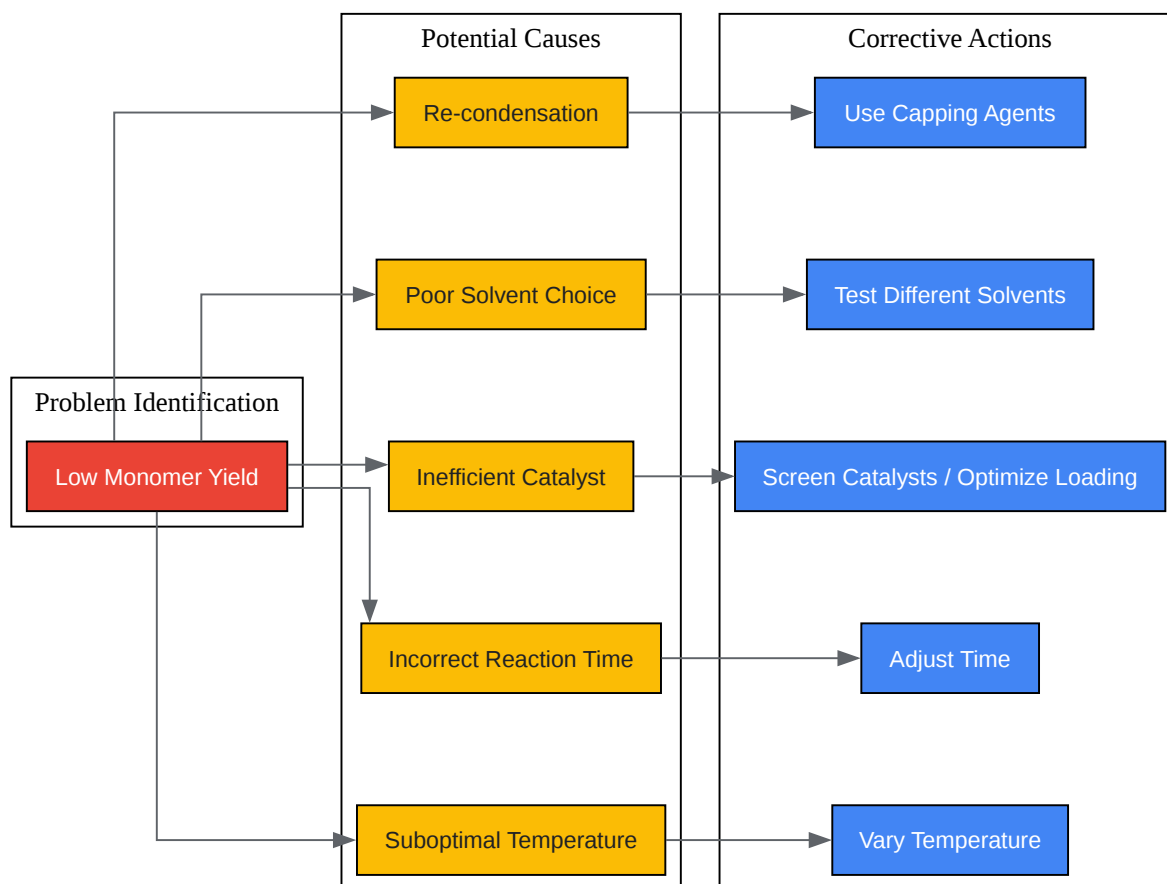 Potential Causes
Corrective Actions
Re-condensation
Use Capping Agents
Poor Solvent Choice
Test Different Solvents
Problem Identification
Low Monomer Yield
Inefficient Catalyst
Screen Catalysts / Optimize Loading
Incorrect Reaction Time
Adjust Time
Suboptimal Temperature
Vary Temperature